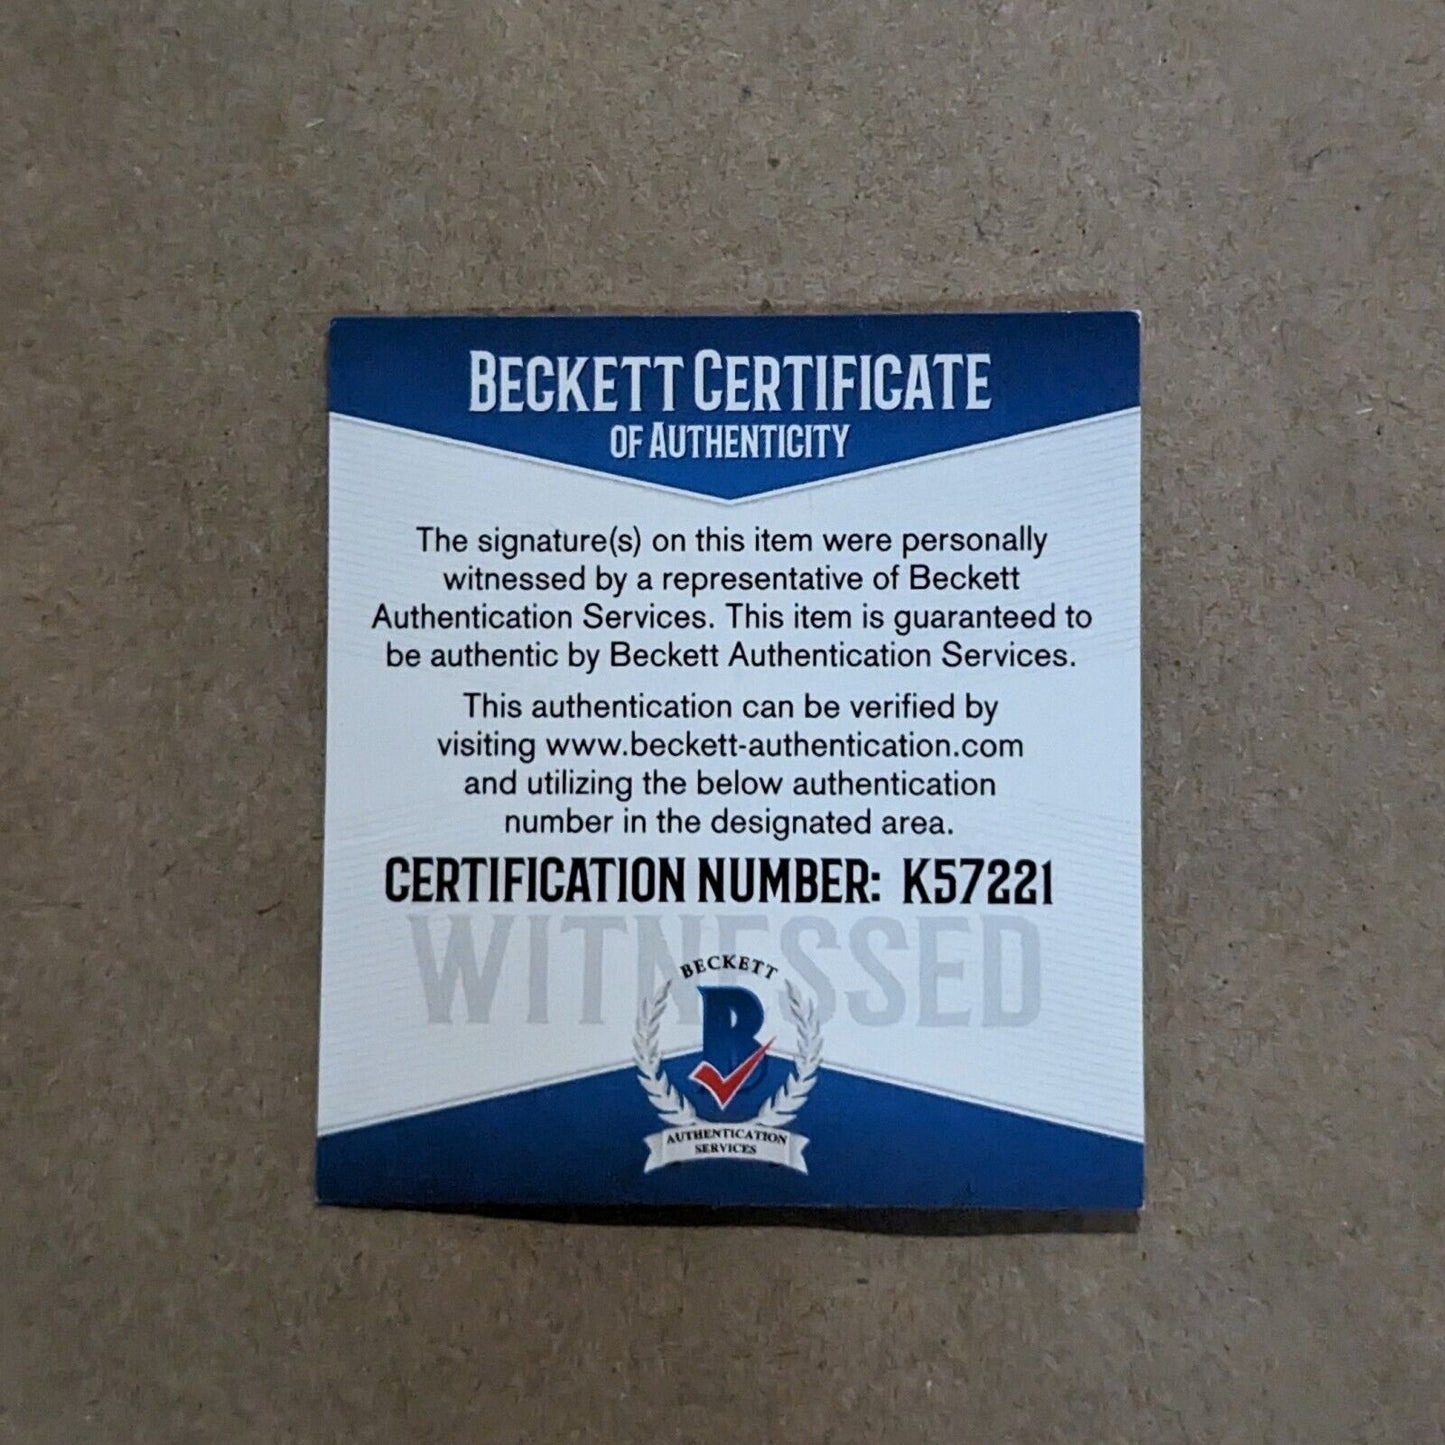 BECKETT CERTIFICATE
OF AUTHENTICITY
The signature(s) on this item were personally
witnessed by a representative of Beckett
Authentication Services. This item is guaranteed to
be authentic by Beckett Authentication Services.
This authentication can be verified by
visiting www.beckett-authentication.com
and utilizing the below authentication
number in the designated area.
CERTIFICATION NUMBER: K57221
WITNESSED
BECKETT
B
AUTHENTICATION
SERVICES